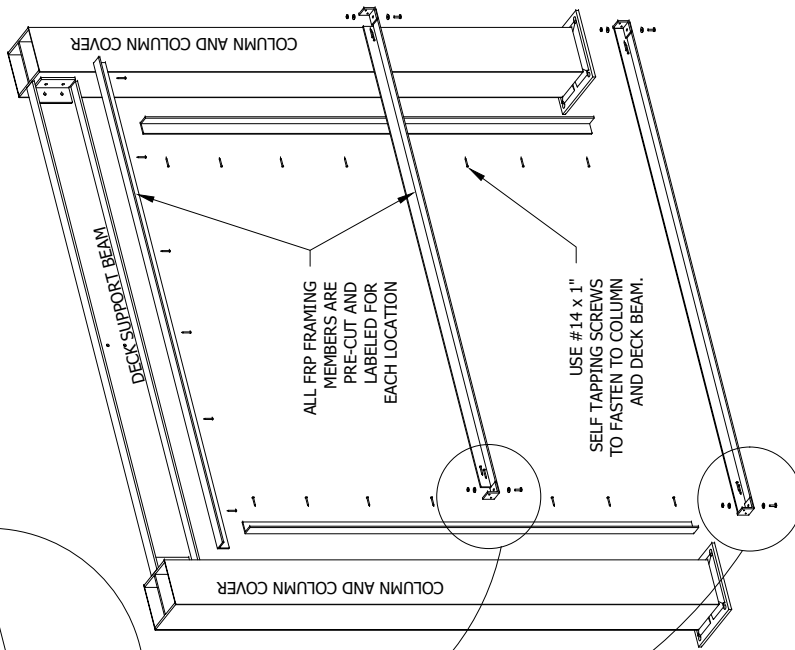 COLUMN AND COLUMN COVER
DECK SUPPORT BEAM
ALL FRP FRAMING
MEMBERS ARE
PRE-CUT AND
LABELED FOR
EACH LOCATION
USE #14 x 1"
SELF TAPPING SCREWS
TO FASTEN TO COLUMN
AND DECK BEAM.
COLUMN AND COLUMN COVER